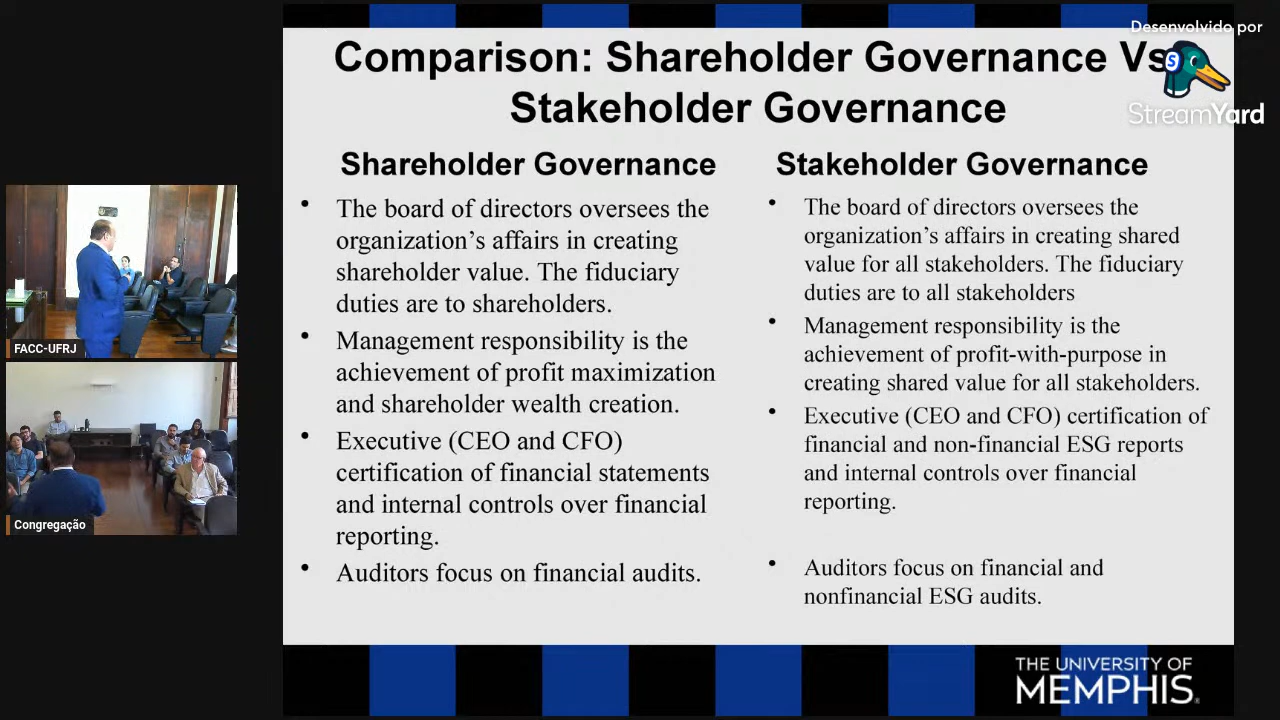 Desenvolvido por
StreamYard
Comparison: Shareholder Governance Vs
Stakeholder Governance
Shareholder Governance
• The board of directors oversees the
organization’s affairs in creating
shareholder value. The fiduciary
duties are to shareholders.
• Management responsibility is the
achievement of profit maximization
and shareholder wealth creation.
• Executive (CEO and CFO)
certification of financial statements
and internal controls over financial
reporting.
• Auditors focus on financial audits.
Stakeholder Governance
• The board of directors oversees the
organization’s affairs in creating shared
value for all stakeholders. The fiduciary
duties are to all stakeholders
• Management responsibility is the
achievement of profit-with-purpose in
creating shared value for all stakeholders.
• Executive (CEO and CFO) certification of
financial and non-financial ESG reports
and internal controls over financial
reporting.
• Auditors focus on financial and
nonfinancial ESG audits.
FACC-UFRJ
Congregação
THE UNIVERSITY OF
MEMPHIS.